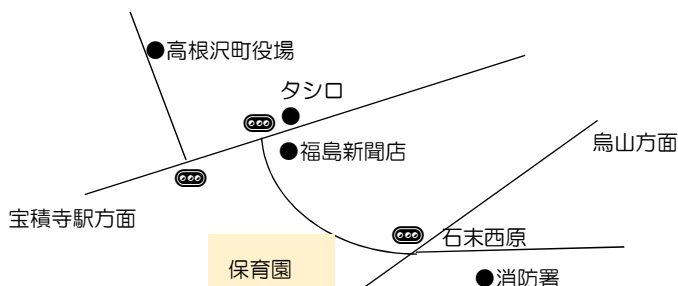 ●高根沢町役場
タシロ
●
●福島新聞店
烏山方面
宝積寺駅方面
石末西原
保育園
●消防署